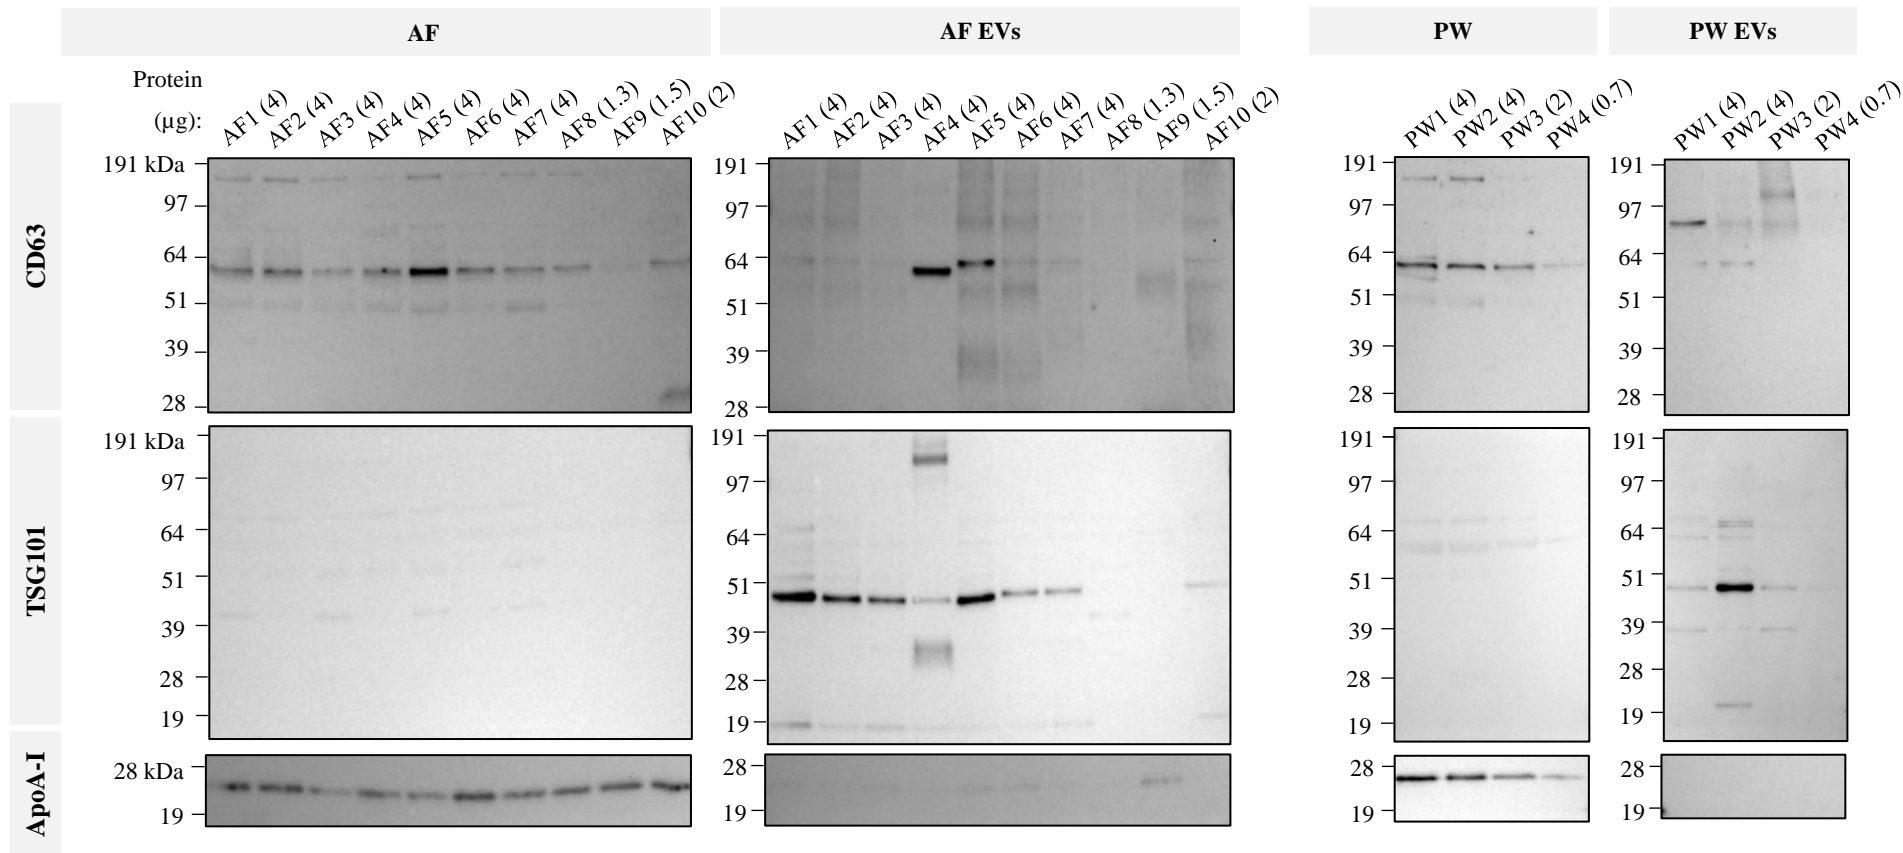 AF AF EVs PW PW EVs
Protein
(µg):
AF1 (4) AF2 (4) AF3 (4) AF4 (4) AF5 (4) AF6 (4) AF7 (4) AF8 (1.3) AF9 (1.5) AF10 (2)
AF1 (4) AF2 (4) AF3 (4) AF4 (4) AF5 (4) AF6 (4) AF7 (4) AF8 (1.3) AF9 (1.5) AF10 (2)
PW1 (4) PW2 (4) PW3 (2) PW4 (0.7)
PW1 (4) PW2 (4) PW3 (2) PW4 (0.7)
CD63
191 kDa 191 191 191
97 97 97 97
64 64 64 64
51 51 51 51
39 39 39 39
28 28 28 28
TSG101
191 kDa 191 191 191
97 97 97 97
64 64 64 64
51 51 51 51
39 39 39 39
28 28 28 28
19 19 19 19
ApoA-I
28 kDa 28 28 28
19 19 19 19